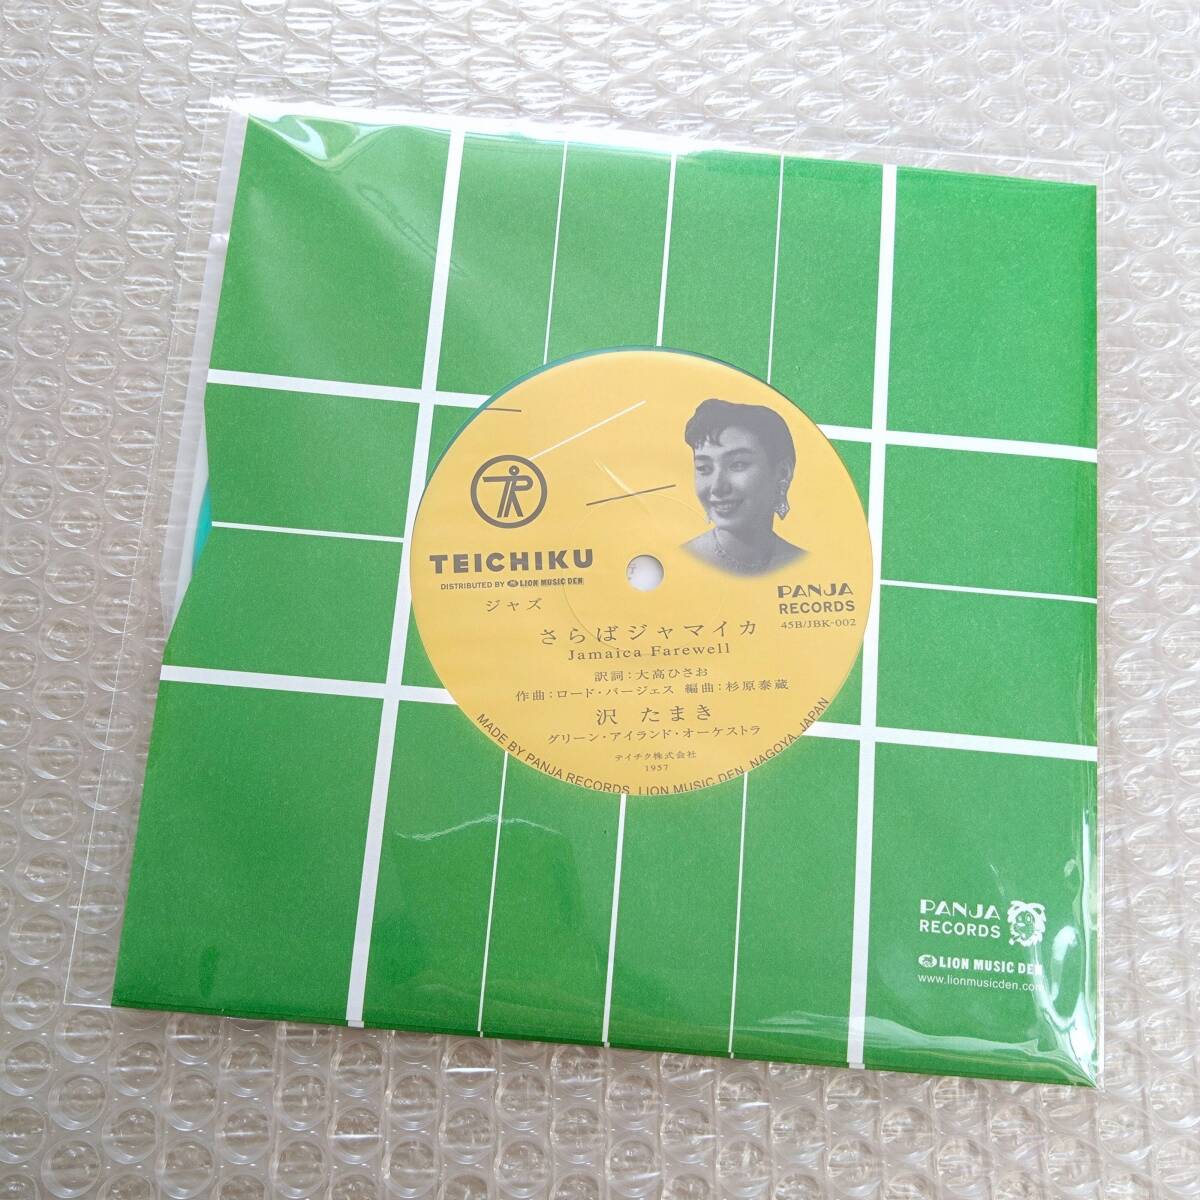 TEICHIKU
DISTRIBUTED BY LION MUSIC DEN
ジャズ
PANJA
RECORDS
45B/JBK-002
さらばジャマイカ
Jamaica Farewell
訳詞:大高ひさお
作曲:ロード・バージェス 編曲:杉原泰蔵
沢 たまき
グリーン・アイランド・オーケストラ
テイチク株式会社
1957
MADE BY PANJA RECORDS, LION MUSIC DEN, NAGOYA, JAPAN
PANJA
RECORDS
LION MUSIC DEN
www.lionmusicden.com